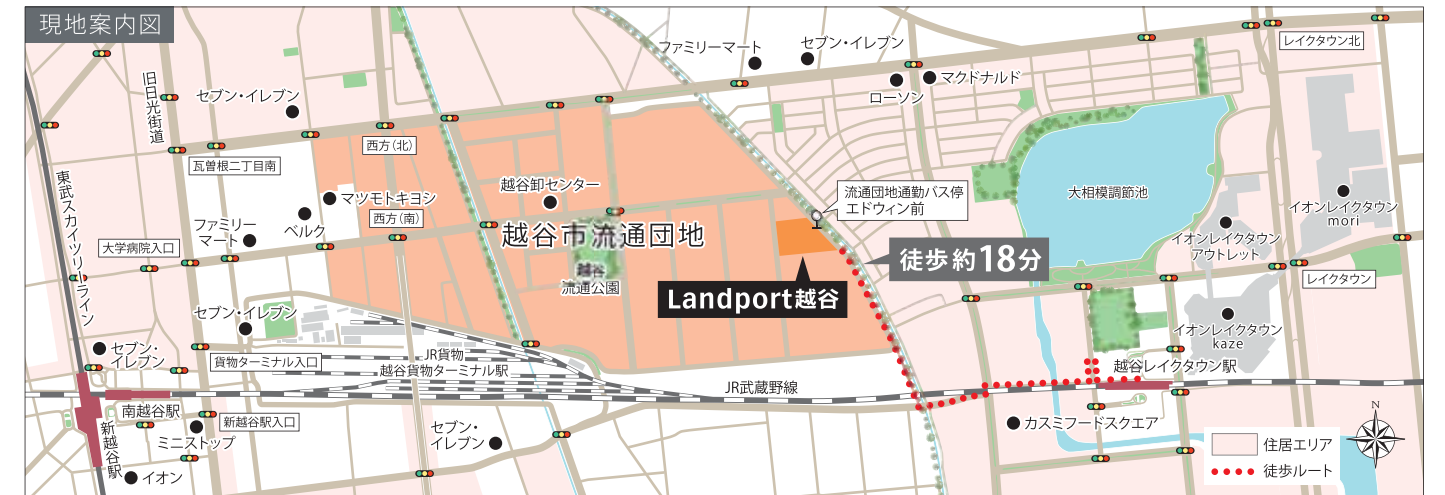 現地案内図
ファミリーマート
セブン・イレブン
レイクタウン北
旧日光街道
セブン・イレブン
ローソン
マクドナルド
西方(北)
瓦曽根二丁目南
東武スカイツリーライン
マツモトキヨシ
越谷卸センター
流通団地通勤バス停
エドウィン前
大相模調節池
イオンレイクタウン
mori
ファミリー
マート
ベルク
西方(南)
越谷市流通団地
イオンレイクタウン
アウトレット
大学病院入口
徒歩約18分
越谷
流通公園
Landport越谷
レイクタウン
セブン・イレブン
イオンレイクタウン
kaze
セブン・
イレブン
貨物ターミナル入口
JR貨物
越谷貨物ターミナル駅
越谷レイクタウン駅
JR武蔵野線
南越谷駅
新越谷駅入口
新越谷駅
ミニストップ
セブン・
イレブン
カスミフードスクエア
イオン
N
住居エリア
徒歩ルート